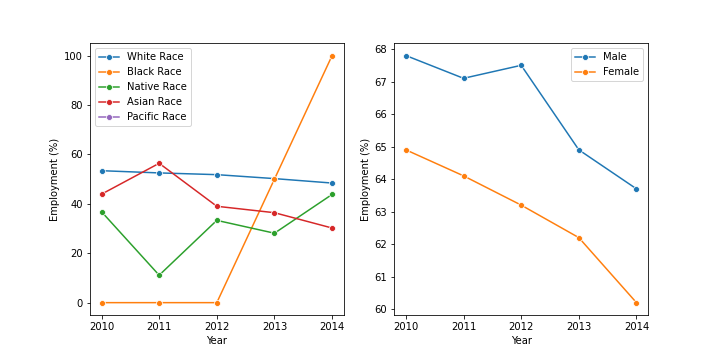 Employment (%)
100
80
60
40
20
0
White Race
Black Race
Native Race
Asian Race
Pacific Race
2010 2011 2012 2013 2014
Year
Employment (%)
68
67
66
65
64
63
62
61
60
Male
Female
2010 2011 2012 2013 2014
Year